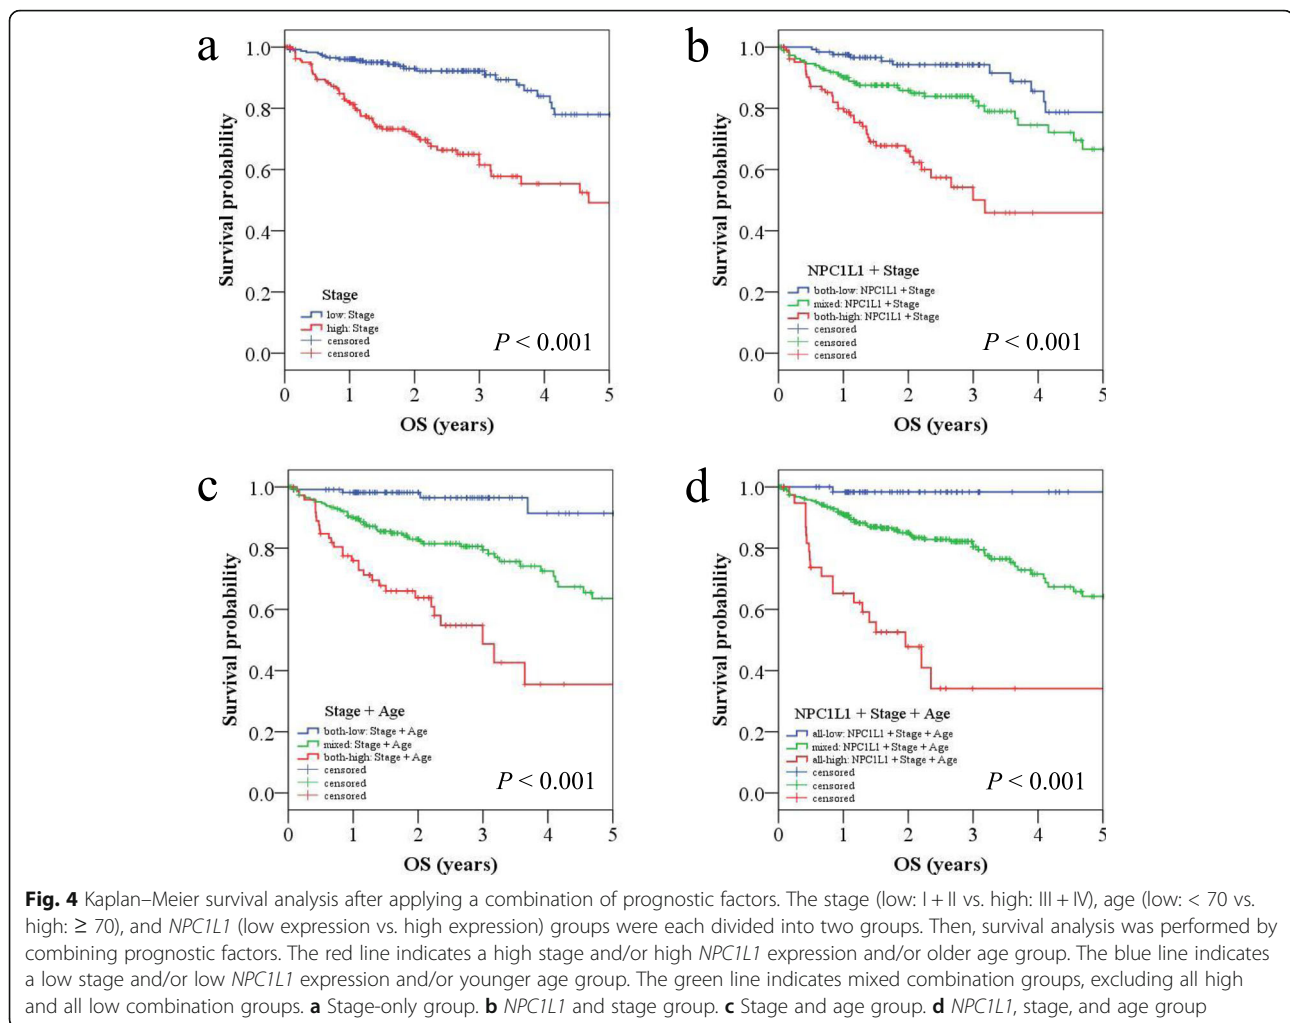 a
1.0
0.8
0.6
0.4
0.2
0.0
Survival probability
Stage
low: Stage
high: Stage
censored
censored
P < 0.001
0 1 2 3 4 5
OS (years)
b
1.0
0.8
0.6
0.4
0.2
0.0
Survival probability
NPC1L1 + Stage
both-low: NPC1L1 + Stage
mixed: NPC1L1 + Stage
both-high: NPC1L1 + Stage
censored
censored
censored
P < 0.001
0 1 2 3 4 5
OS (years)
c
1.0
0.8
0.6
0.4
0.2
0.0
Survival probability
Stage + Age
both-low: Stage + Age
mixed: Stage + Age
both-high: Stage + Age
censored
censored
censored
P < 0.001
0 1 2 3 4 5
OS (years)
d
1.0
0.8
0.6
0.4
0.2
0.0
Survival probability
NPC1L1 + Stage + Age
all-low: NPC1L1 + Stage + Age
mixed: NPC1L1 + Stage + Age
all-high: NPC1L1 + Stage + Age
censored
censored
censored
P < 0.001
0 1 2 3 4 5
OS (years)
Fig. 4 Kaplan–Meier survival analysis after applying a combination of prognostic factors. The stage (low: I + II vs. high: III + IV), age (low: < 70 vs.
high: ≥ 70), and NPC1L1 (low expression vs. high expression) groups were each divided into two groups. Then, survival analysis was performed by
combining prognostic factors. The red line indicates a high stage and/or high NPC1L1 expression and/or older age group. The blue line indicates
a low stage and/or low NPC1L1 expression and/or younger age group. The green line indicates mixed combination groups, excluding all high
and all low combination groups. a Stage-only group. b NPC1L1 and stage group. c Stage and age group. d NPC1L1, stage, and age group